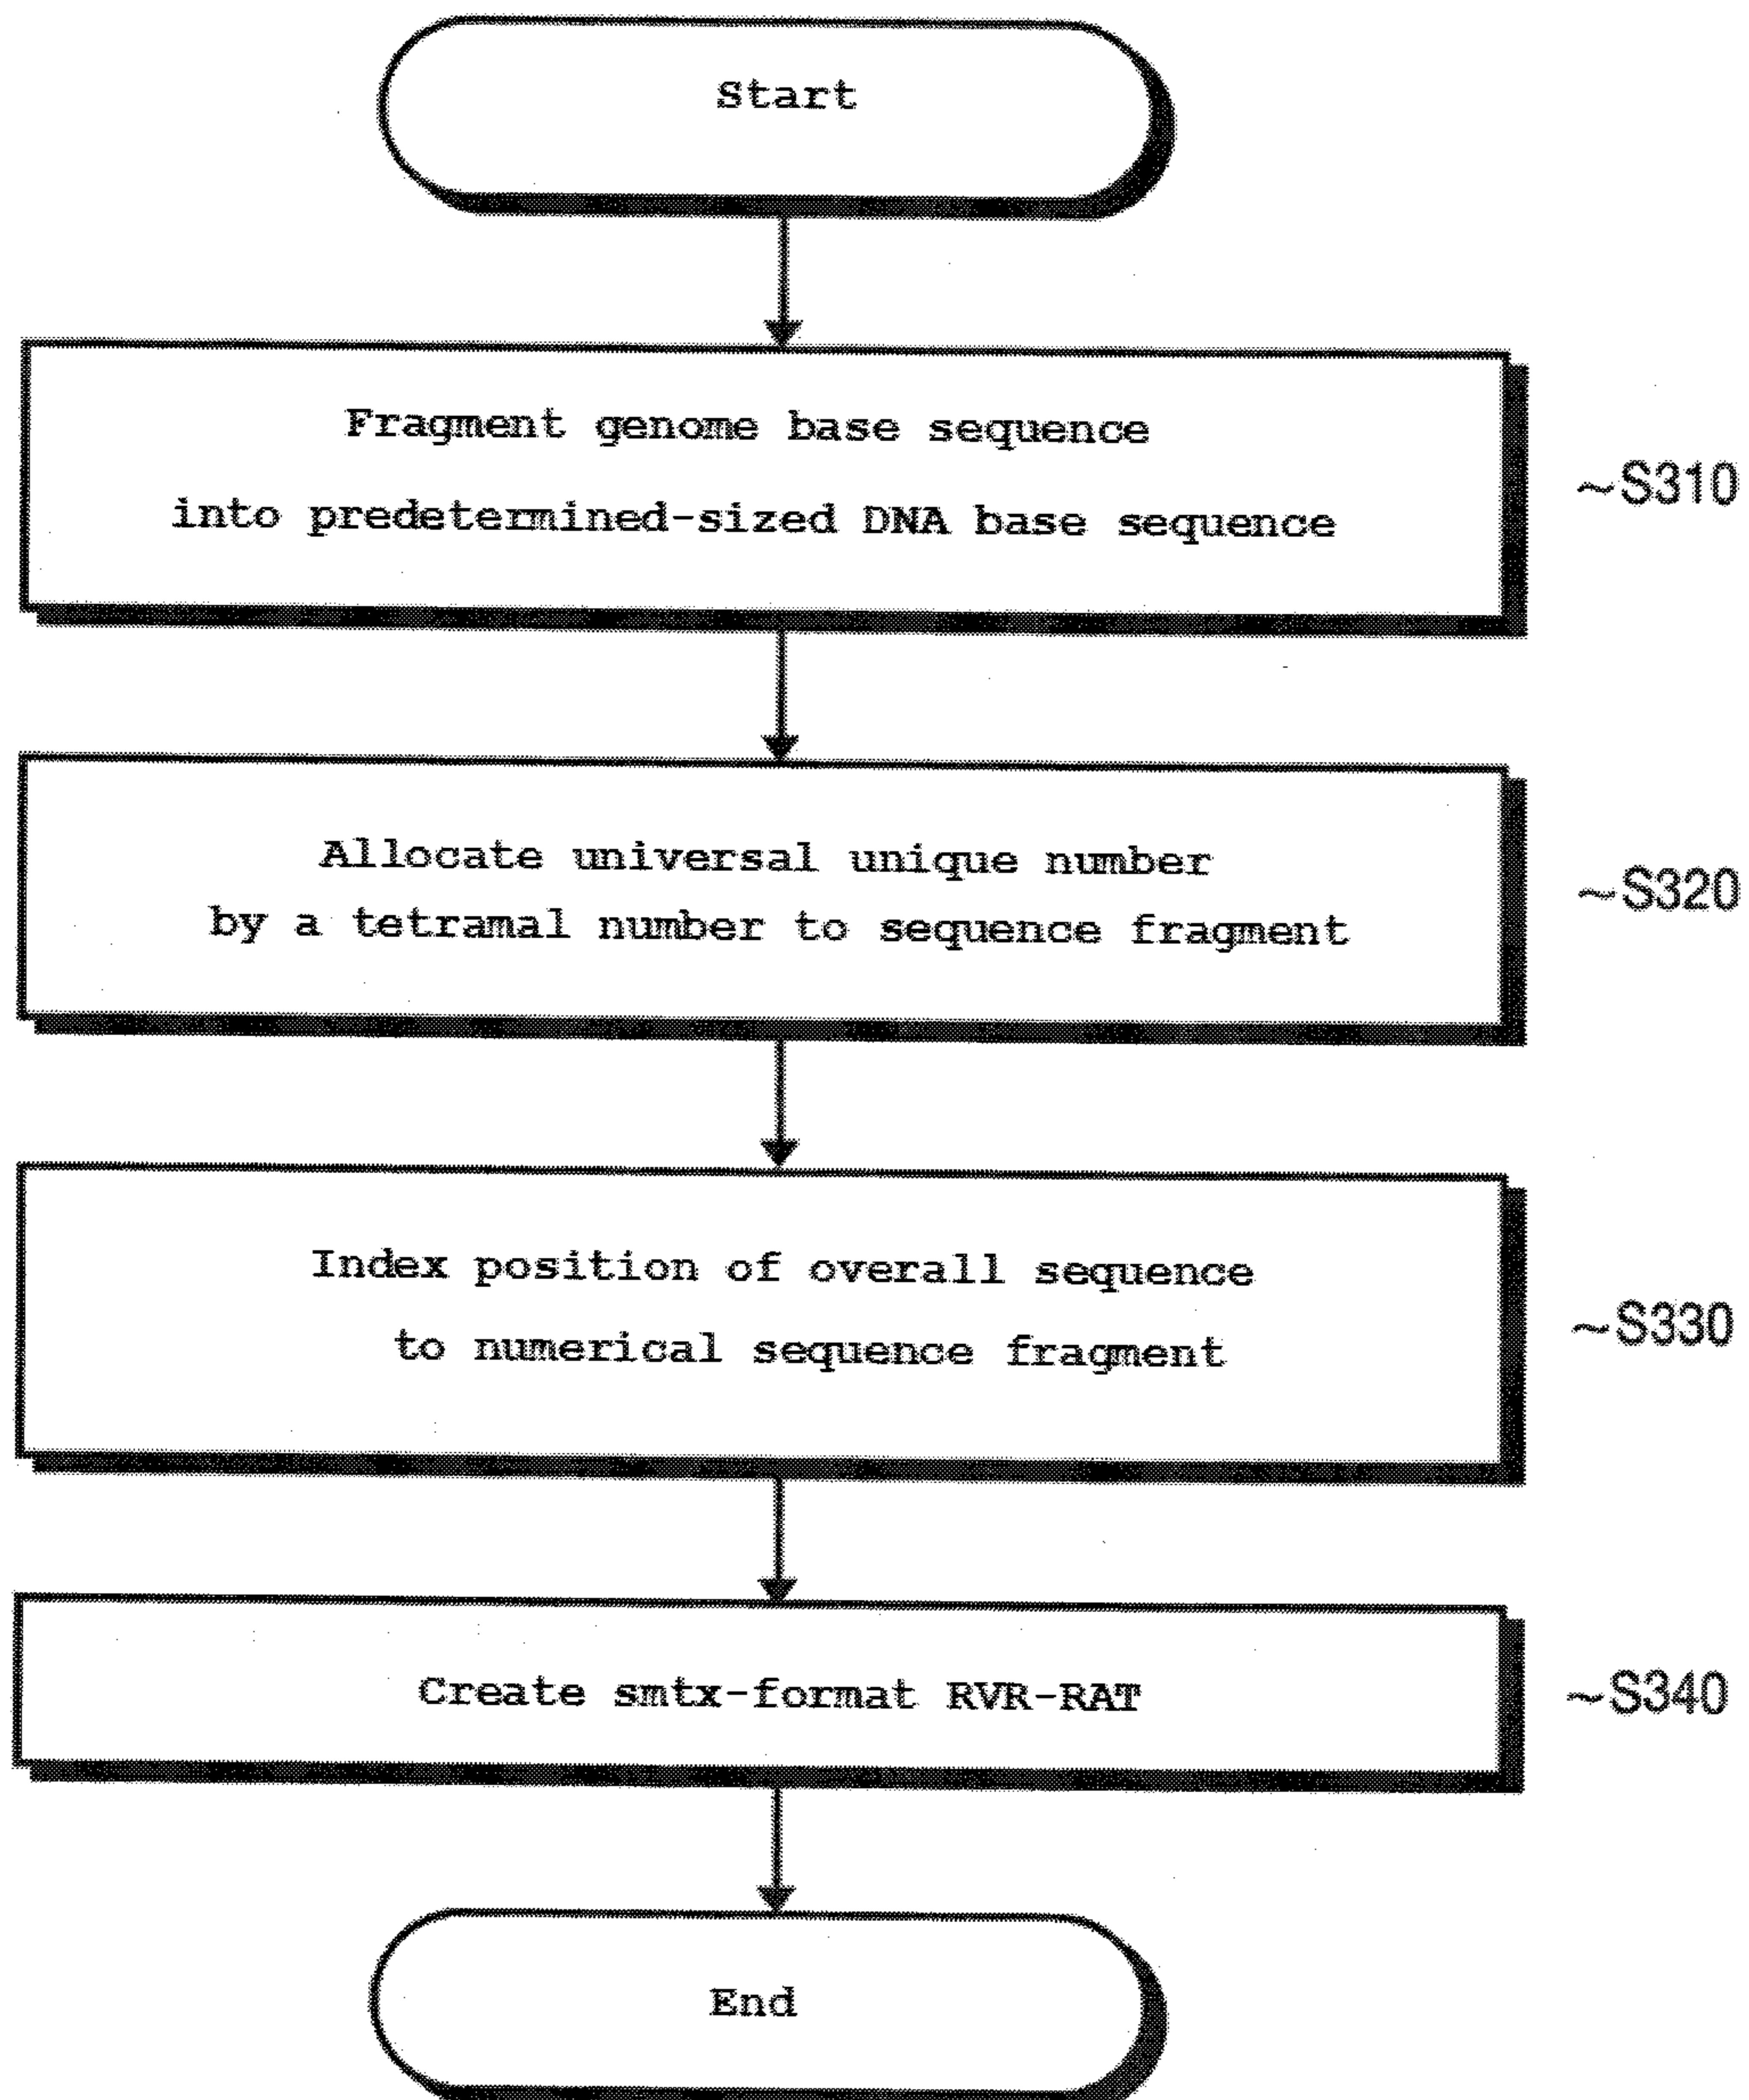 Start
Fragment genome base sequence
into predetermined-sized DNA base sequence
~S310
Allocate universal unique number
by a tetramal number to sequence fragment
~S320
Index position of overall sequence
to numerical sequence fragment
~S330
Create smtx-format RVR-RAT
~S340
End